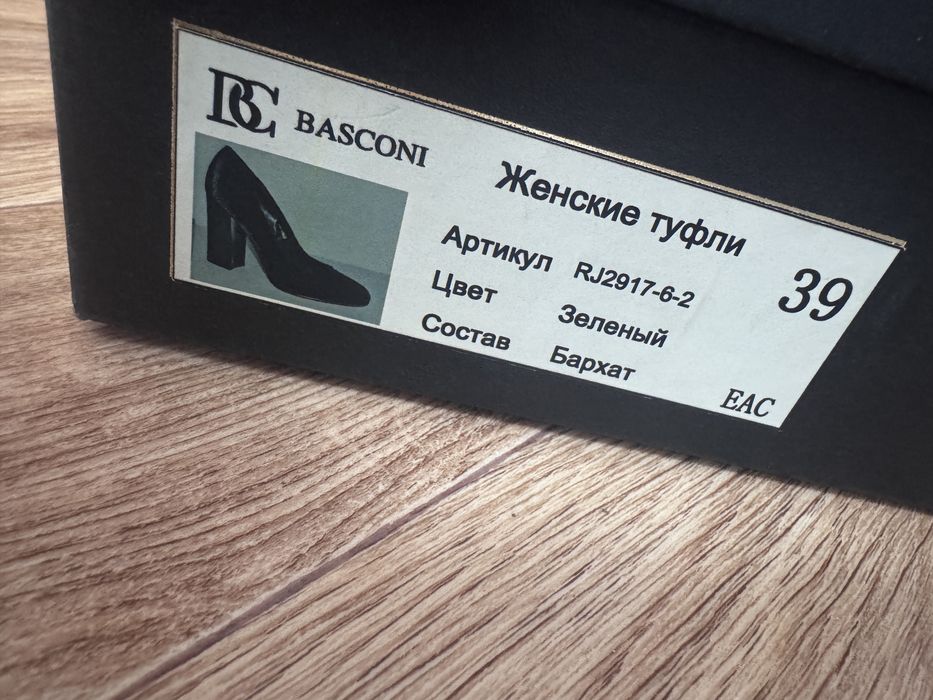 BC BASCONI
Женские туфли
Артикул RJ2917-6-2
Цвет Зеленый
Состав Бархат
39
EAC